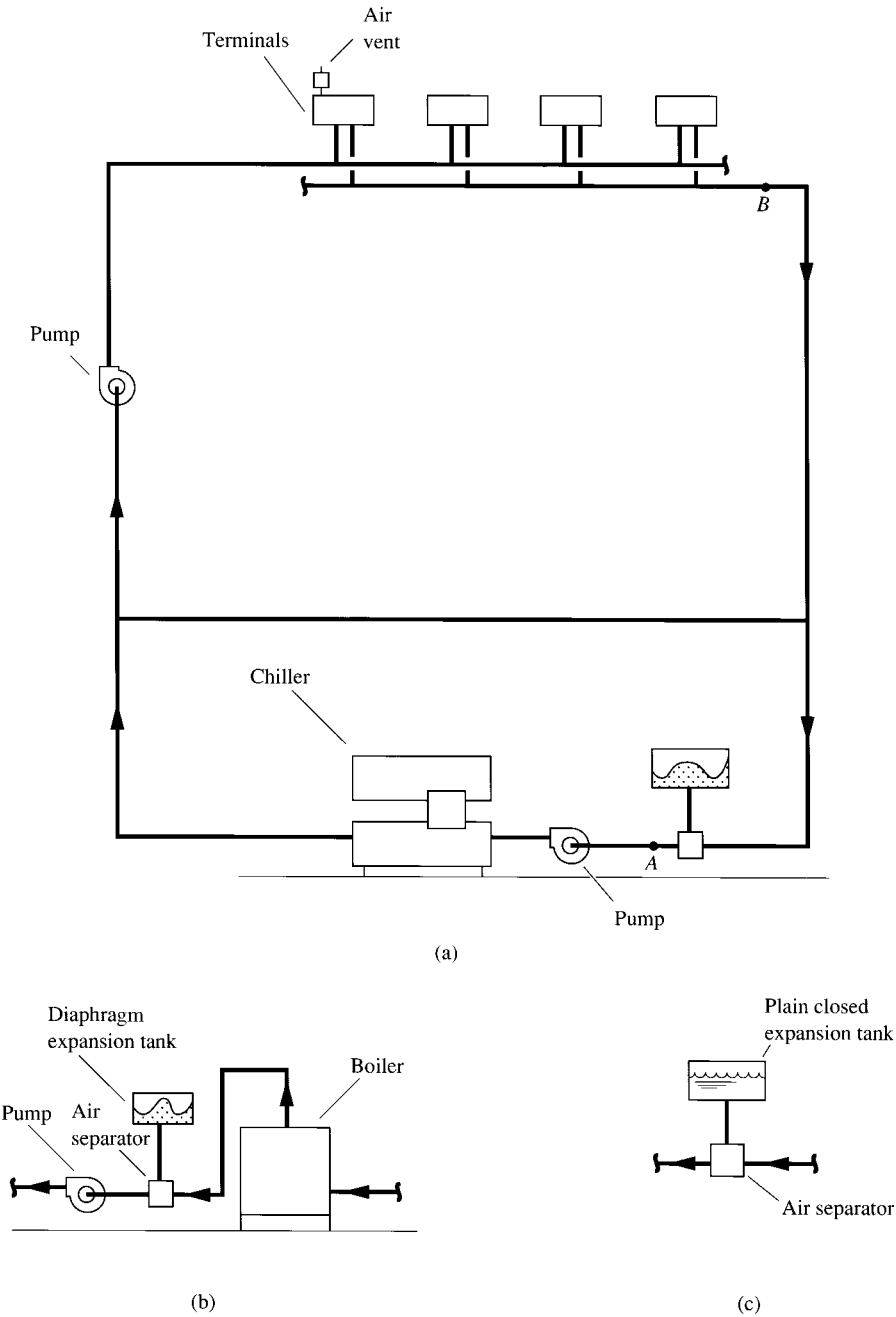 Air
vent
Terminals
B
Pump
Chiller
A
Pump
(a)
Diaphragm
expansion tank
Boiler
Pump
Air
separator
(b)
Plain closed
expansion tank
Air separator
(c)